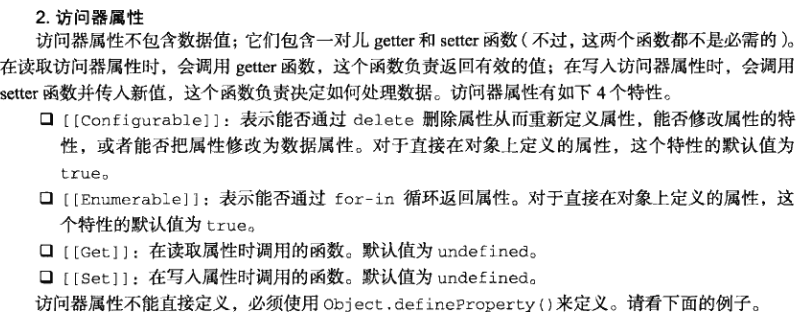 2. 访问器属性
访问器属性不包含数据值；它们包含一对儿 getter 和 setter 函数（不过，这两个函数都不是必需的）。
在读取访问器属性时，会调用 getter 函数，这个函数负责返回有效的值；在写入访问器属性时，会调用
setter 函数并传入新值，这个函数负责决定如何处理数据。访问器属性有如下 4 个特性。
❑ [[Configurable]]：表示能否通过 delete 删除属性从而重新定义属性，能否修改属性的特
性，或者能否把属性修改为数据属性。对于直接在对象上定义的属性，这个特性的默认值为
true。
❑ [[Enumerable]]：表示能否通过 for-in 循环返回属性。对于直接在对象上定义的属性，这
个特性的默认值为 true。
❑ [[Get]]：在读取属性时调用的函数。默认值为 undefined。
❑ [[Set]]：在写入属性时调用的函数。默认值为 undefined。
访问器属性不能直接定义，必须使用 Object.defineProperty()来定义。请看下面的例子。